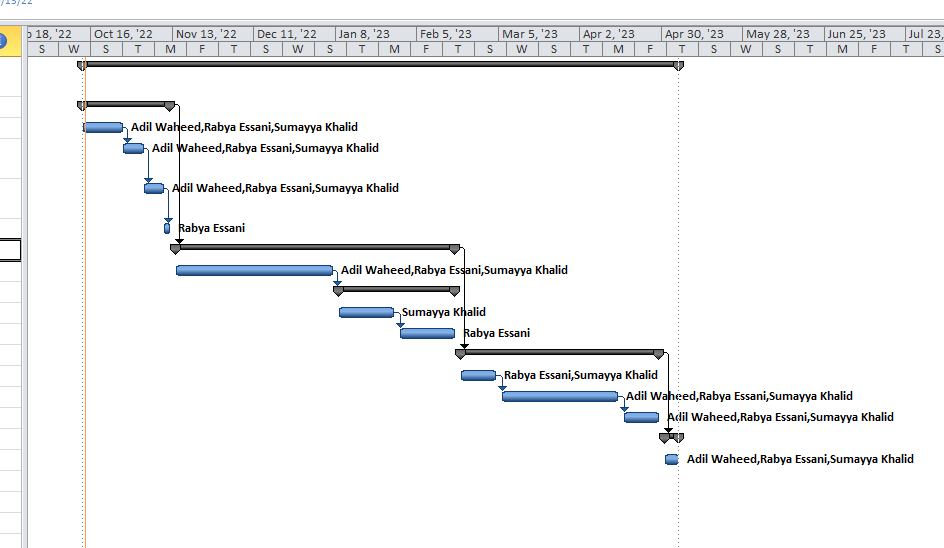 /15/22
p 18, '22 Oct 16, '22 Nov 13, '22 Dec 11, '22 Jan 8, '23 Feb 5, '23 Mar 5, '23 Apr 2, '23 Apr 30, '23 May 28, '23 Jun 25, '23 Jul 23,
S W S T M F T S W S T M F T S W S T M F T S W S T M F T S
Adil Waheed,Rabya Essani,Sumayya Khalid
Adil Waheed,Rabya Essani,Sumayya Khalid
Adil Waheed,Rabya Essani,Sumayya Khalid
Rabya Essani
Adil Waheed,Rabya Essani,Sumayya Khalid
Sumayya Khalid
Rabya Essani
Rabya Essani,Sumayya Khalid
Adil Waheed,Rabya Essani,Sumayya Khalid
Adil Waheed,Rabya Essani,Sumayya Khalid
Adil Waheed,Rabya Essani,Sumayya Khalid